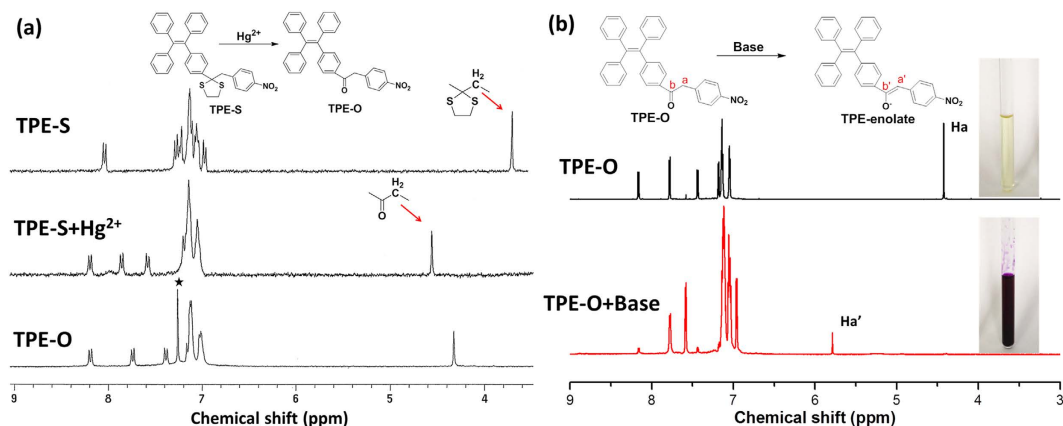 (a)
Hg2+
NO2
S S
TPE-S
O
NO2
TPE-O
H2
C
S S
TPE-S
H2
C
O
TPE-S+Hg2+
★
TPE-O
8 7 6 5 4
Chemical shift (ppm)
(b)
Base
a
b
O
NO2
TPE-O
a'
b'
O-
NO2
TPE-enolate
Ha
TPE-O
TPE-O+Base
Ha'
9 8 7 6 5 4 3
Chemical shift (ppm)